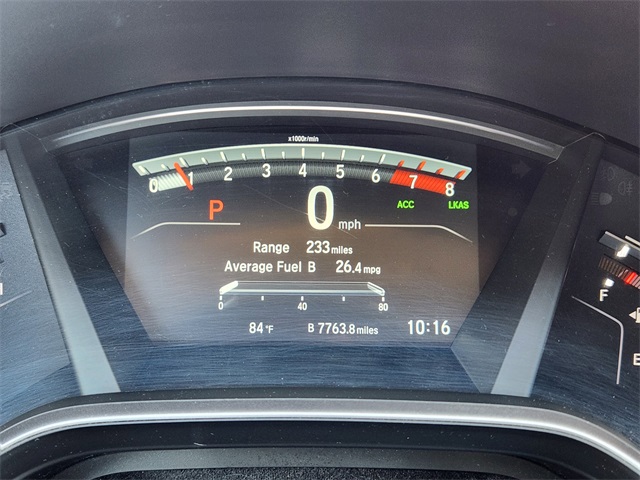 x1000r/min
0 1 2 3 4 5 6 7 8
P 0 mph ACC LKAS
Range 233 miles
Average Fuel B 26.4 mpg
0 40 80
84 °F B 7763.8 miles 10:16
F
E